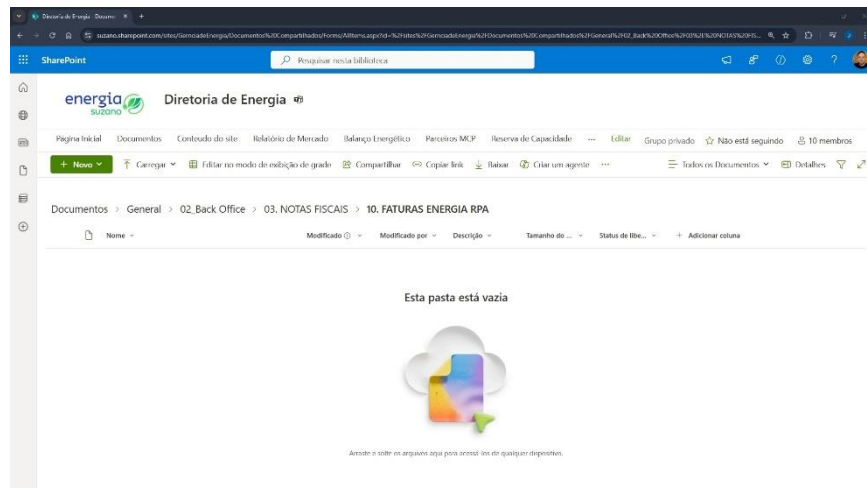 Diretoria de Energia - Docume
SharePoint
Pesquisar nesta biblioteca
energia
suzano
Diretoria de Energia
Página Inicial Documentos Conteúdo do site Relatório de Mercado Balanço Energético Parceiros MCP Reserva de Capacidade ... Editar Grupo privado Não está seguindo 10 membros
+ Novo Carregar Editar no modo de exibição de grade Compartilhar Copiar link Baixar Criar um agente ... Todos os Documentos Detalhes
Documentos > General > 02_Back Office > 03. NOTAS FISCAIS > 10. FATURAS ENERGIA RPA
Nome Modificado Modificado por Descrição Tamanho do ... Status de libe... + Adicionar coluna
Esta pasta está vazia
Arraste e solte os arquivos aqui para acessá-los de qualquer dispositivo.